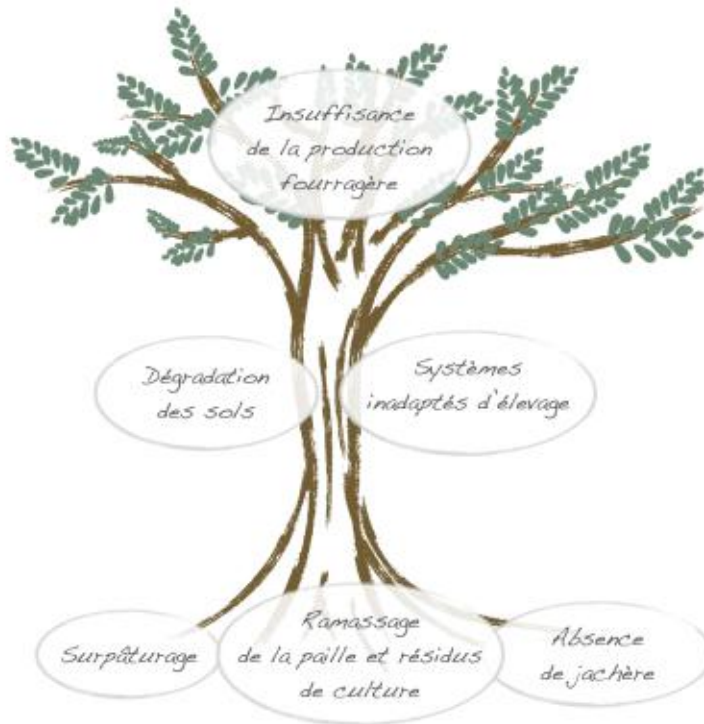 Insuffisance
de la production
fourragère
Dégradation
des sols
Systèmes
inadaptés d'élevage
Surpâturage
Ramassage
de la paille et résidus
de culture
Absence
de jachère